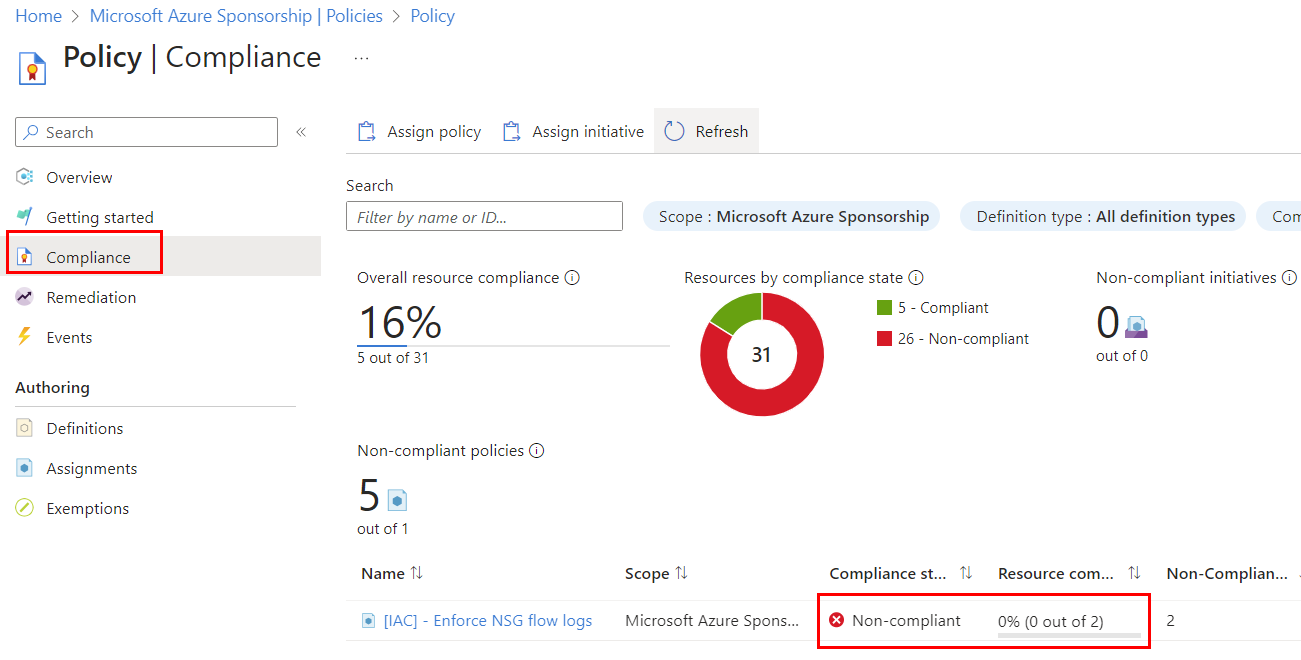 Home > Microsoft Azure Sponsorship | Policies > Policy
Policy | Compliance ...
Search «
Assign policy Assign initiative Refresh
Overview
Getting started
Compliance
Remediation
Events
Authoring
Definitions
Assignments
Exemptions
Search
Filter by name or ID...
Scope : Microsoft Azure Sponsorship
Definition type : All definition types
Com
Overall resource compliance
16%
5 out of 31
Resources by compliance state
31
5 - Compliant
26 - Non-compliant
Non-compliant initiatives
0
out of 0
Non-compliant policies
5
out of 1
Name Scope Compliance st... Resource com... Non-Complian...
[IAC] - Enforce NSG flow logs Microsoft Azure Spons... Non-compliant 0% (0 out of 2) 2